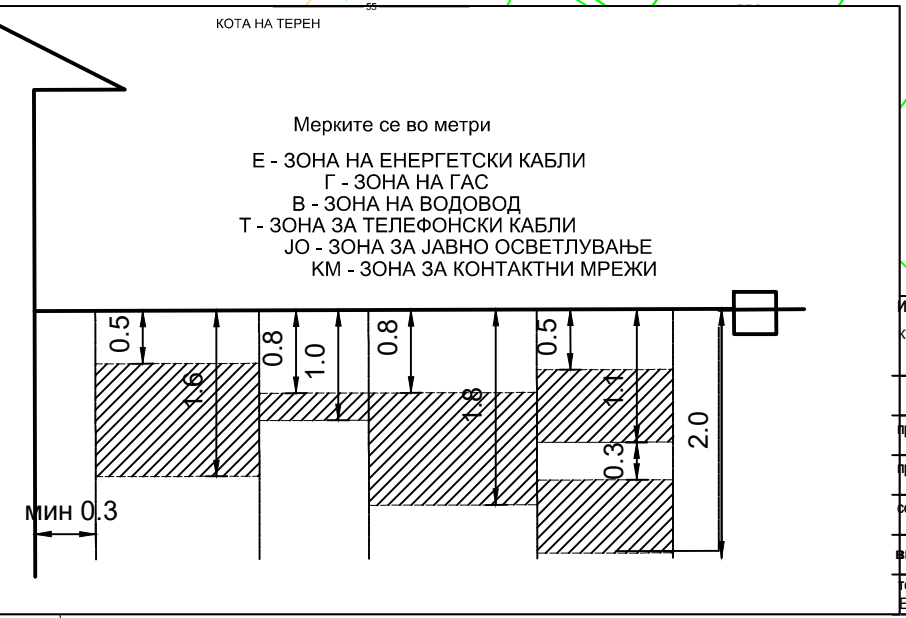 55
КОТА НА ТЕРЕН
Мерките се во метри
Е - ЗОНА НА ЕНЕРГЕТСКИ КАБЛИ
Г - ЗОНА НА ГАС
В - ЗОНА НА ВОДОВОД
Т - ЗОНА ЗА ТЕЛЕФОНСКИ КАБЛИ
ЈО - ЗОНА ЗА ЈАВНО ОСВЕТЛУВАЊЕ
КМ - ЗОНА ЗА КОНТАКТНИ МРЕЖИ
0.5
1.6
0.8
1.0
0.8
1.8
0.5
1.1
0.3
2.0
мин 0.3